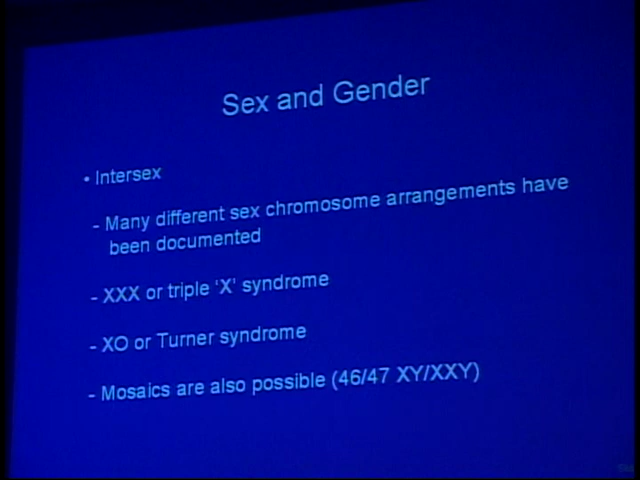 Sex and Gender
• Intersex
- Many different sex chromosome arrangements have
been documented
- XXX or triple ‘X’ syndrome
- XO or Turner syndrome
- Mosaics are also possible (46/47 XY/XXY)